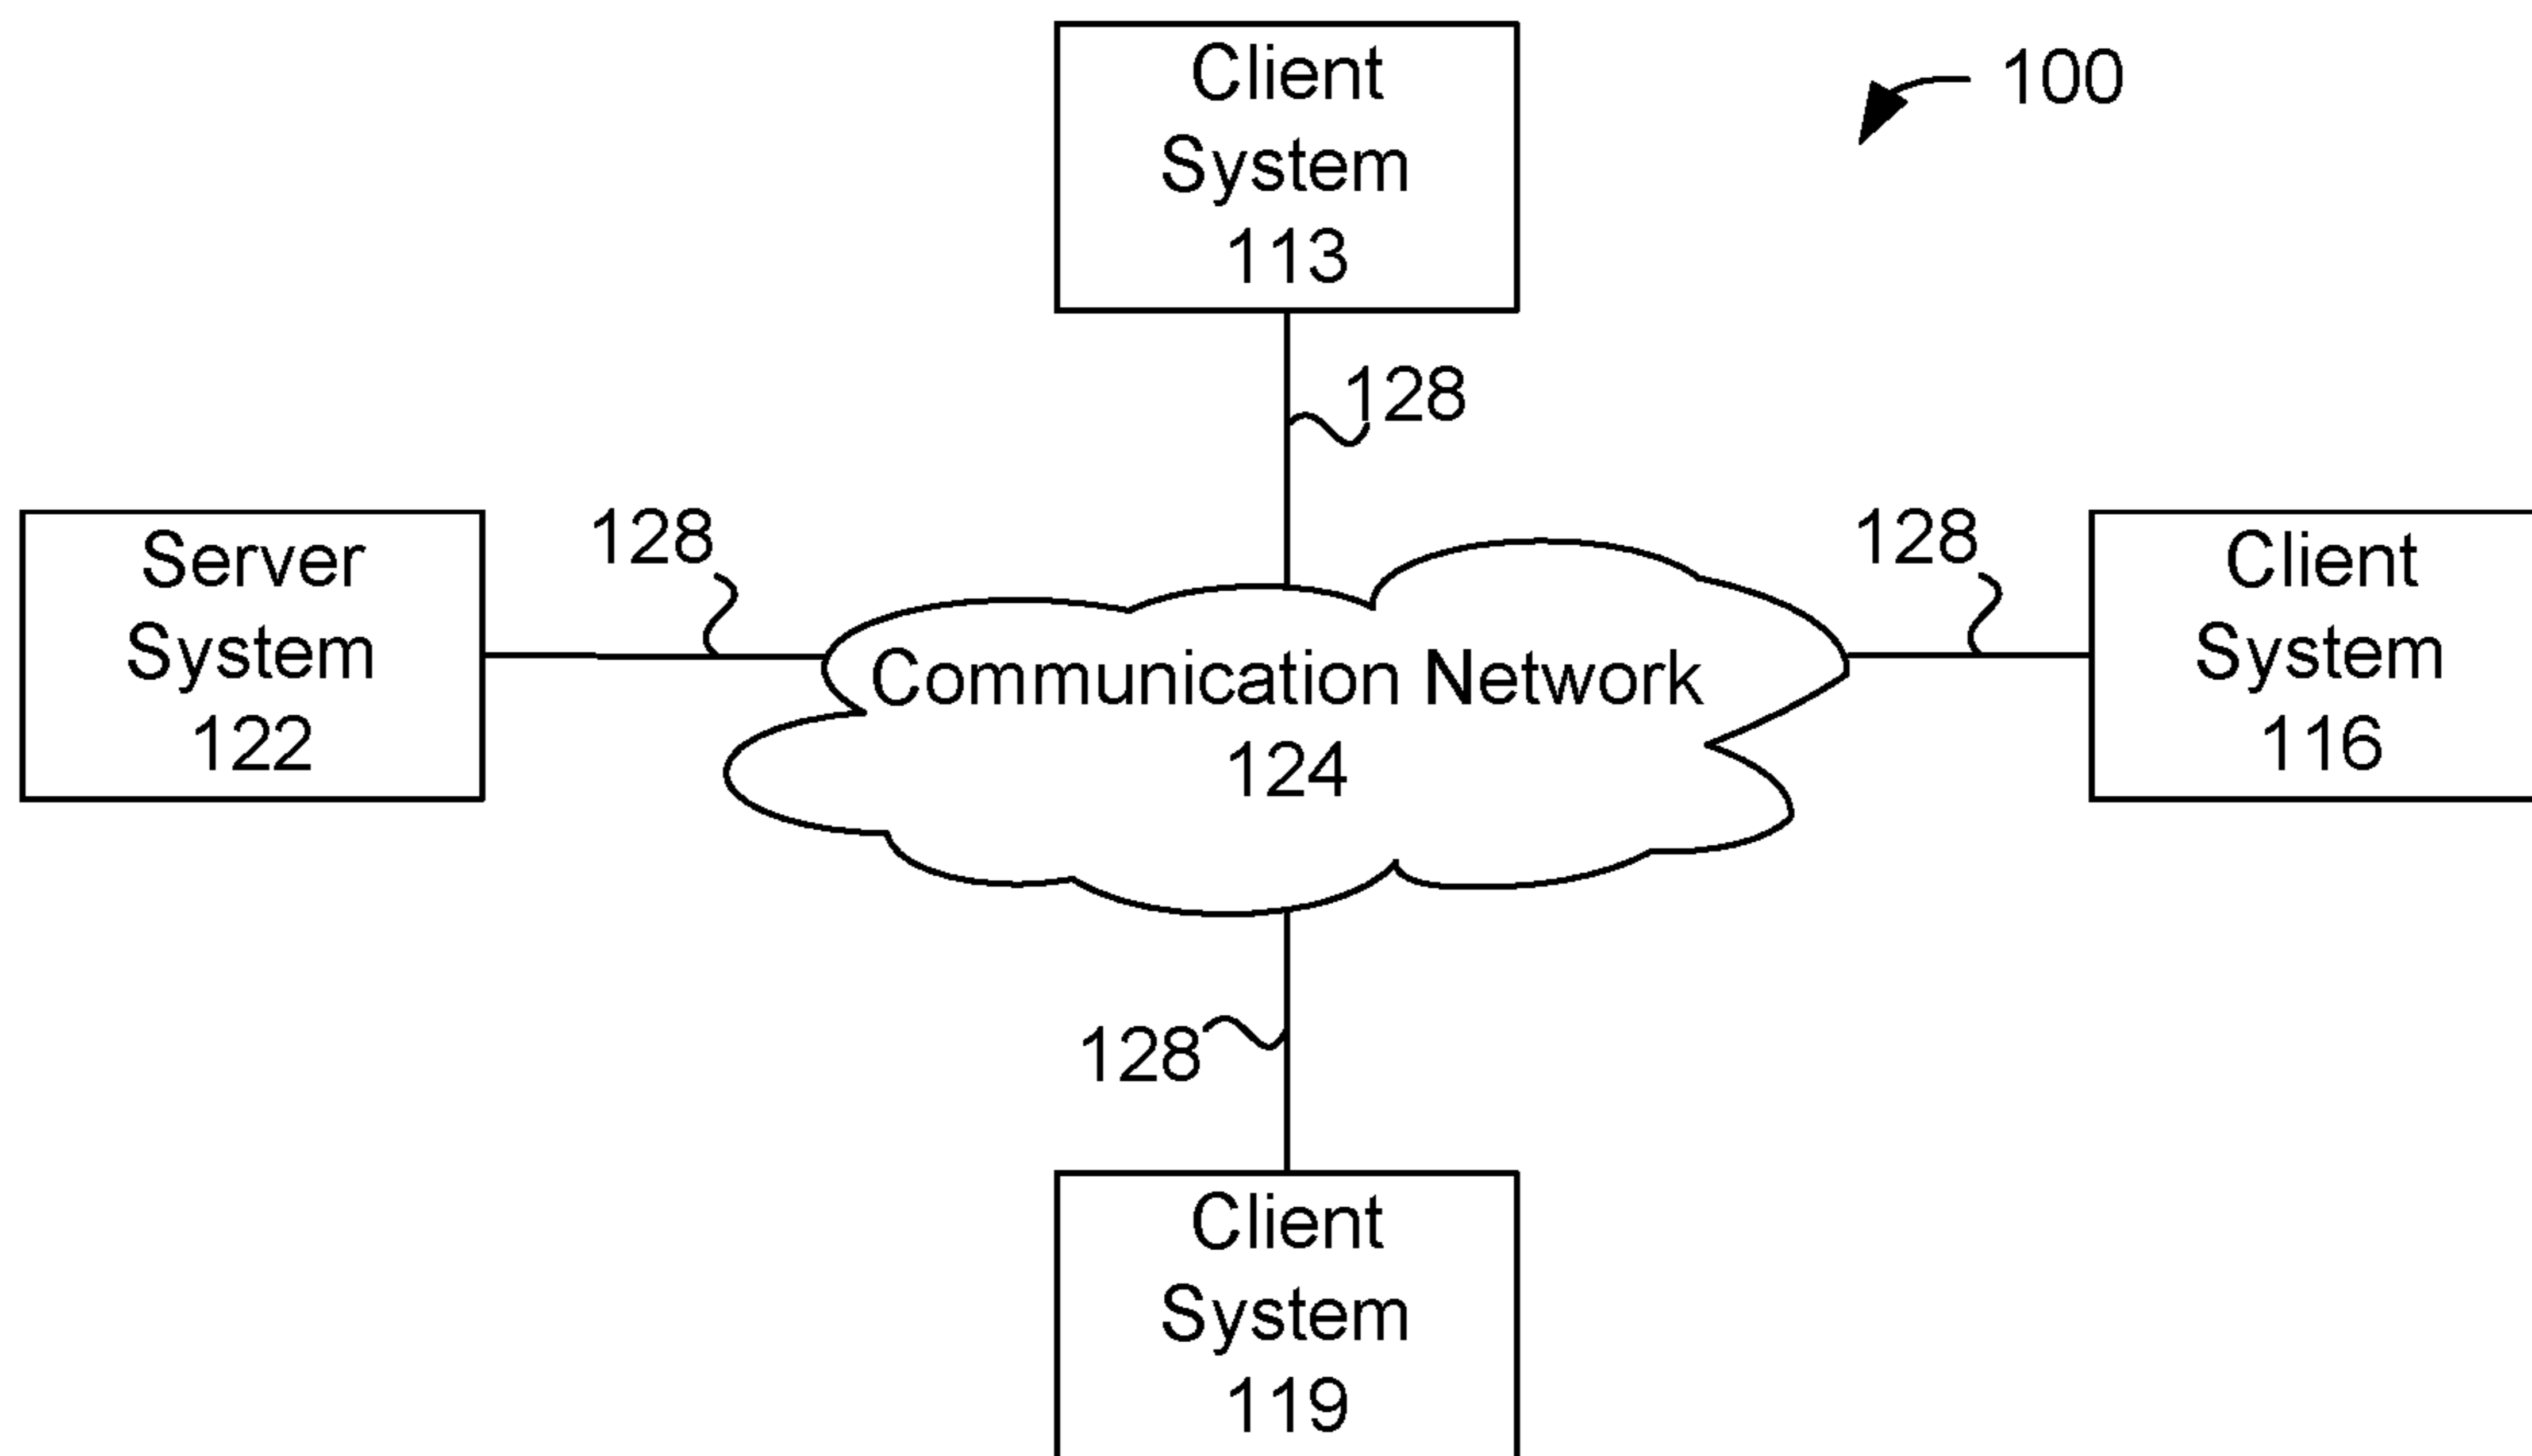 Client
System
113
100
128
Server
System
122
128
Communication Network
124
128
Client
System
116
128
Client
System
119